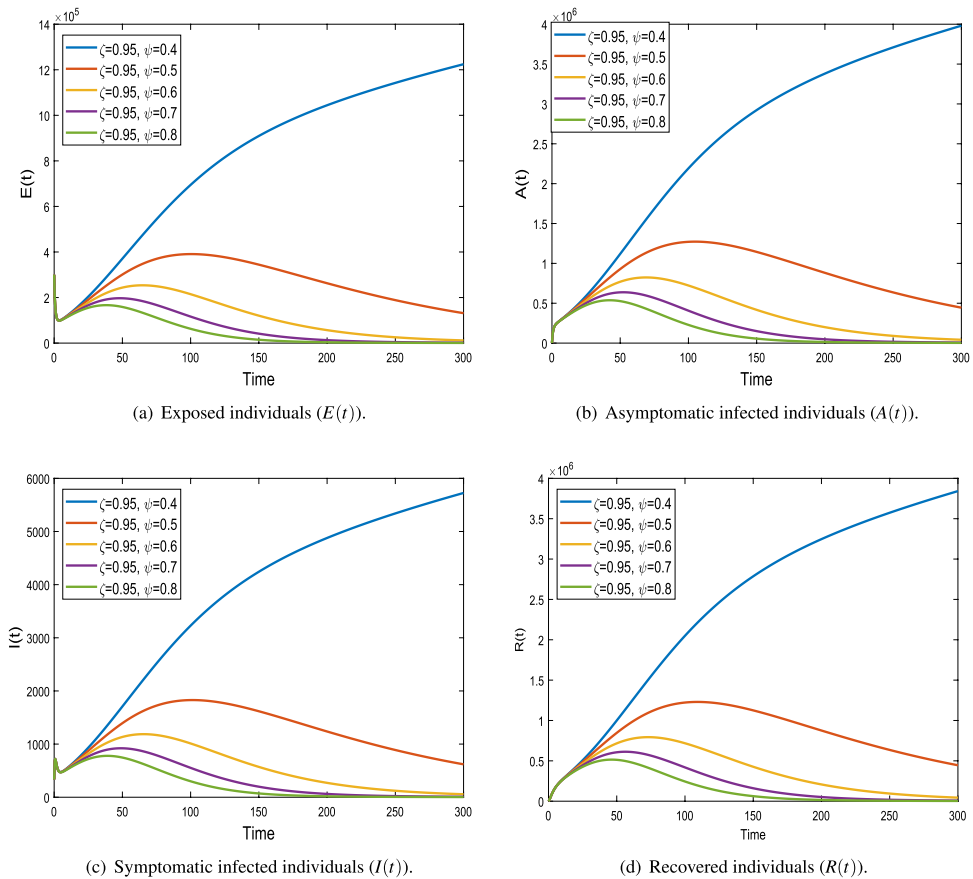 ×10⁵
14
12
10
8
6
4
2
0
E(t)
ζ=0.95, ψ=0.4
ζ=0.95, ψ=0.5
ζ=0.95, ψ=0.6
ζ=0.95, ψ=0.7
ζ=0.95, ψ=0.8
0 50 100 150 200 250 300
Time
(a) Exposed individuals (E(t)).
×10⁶
4
3.5
3
2.5
2
1.5
1
0.5
0
A(t)
ζ=0.95, ψ=0.4
ζ=0.95, ψ=0.5
ζ=0.95, ψ=0.6
ζ=0.95, ψ=0.7
ζ=0.95, ψ=0.8
0 50 100 150 200 250 300
Time
(b) Asymptomatic infected individuals (A(t)).
6000
5000
4000
3000
2000
1000
0
I(t)
ζ=0.95, ψ=0.4
ζ=0.95, ψ=0.5
ζ=0.95, ψ=0.6
ζ=0.95, ψ=0.7
ζ=0.95, ψ=0.8
0 50 100 150 200 250 300
Time
(c) Symptomatic infected individuals (I(t)).
×10⁶
4
3.5
3
2.5
2
1.5
1
0.5
0
R(t)
ζ=0.95, ψ=0.4
ζ=0.95, ψ=0.5
ζ=0.95, ψ=0.6
ζ=0.95, ψ=0.7
ζ=0.95, ψ=0.8
0 50 100 150 200 250 300
Time
(d) Recovered individuals (R(t)).